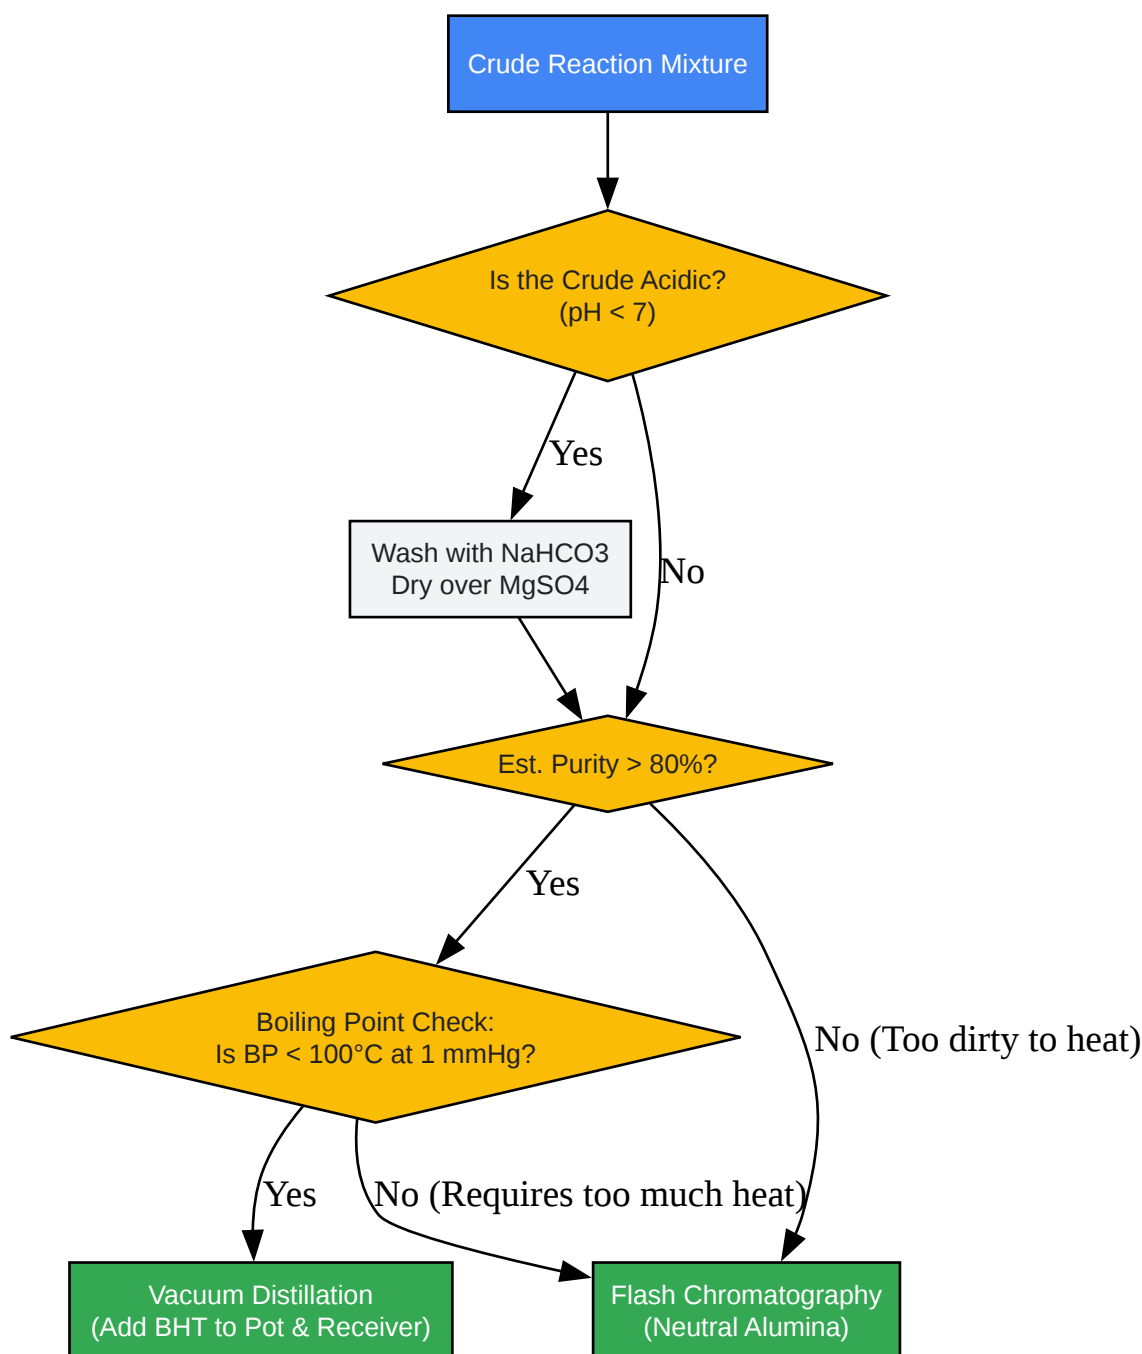 Crude Reaction Mixture
Is the Crude Acidic?
(pH < 7)
Yes
Wash with NaHCO3
Dry over MgSO4
No
Est. Purity > 80%?
Yes
Boiling Point Check:
Is BP < 100°C at 1 mmHg?
No (Too dirty to heat)
Yes
No (Requires too much heat)
Vacuum Distillation
(Add BHT to Pot & Receiver)
Flash Chromatography
(Neutral Alumina)